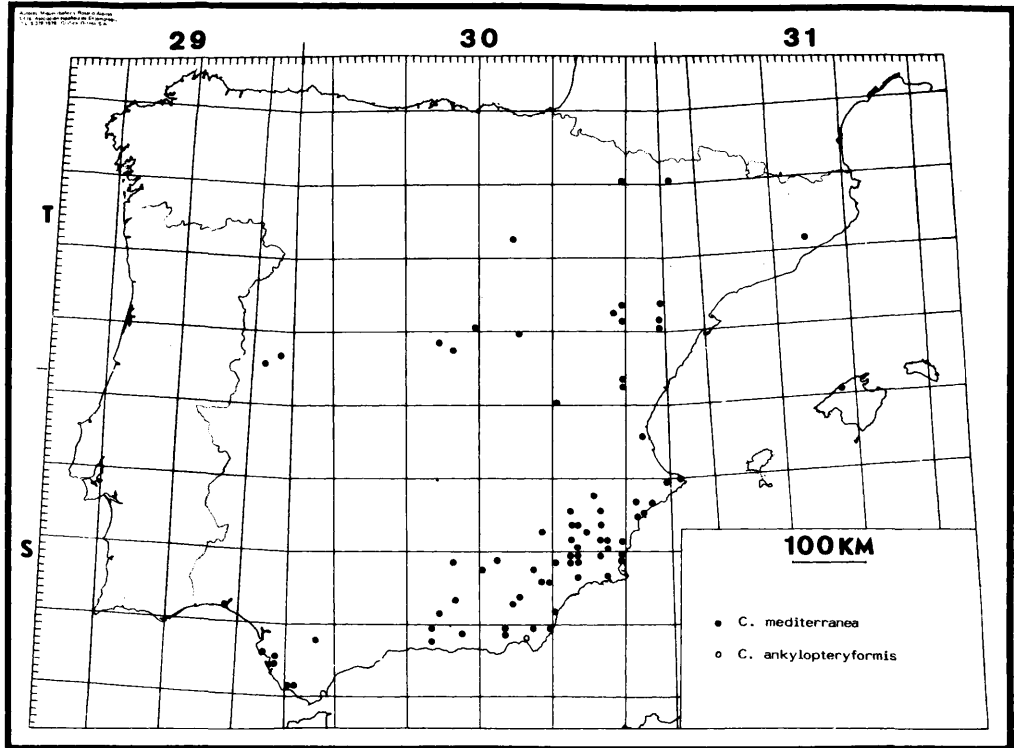 29 30 31
T
S
100 KM
● C. mediterranea
o C. ankylopteryformis